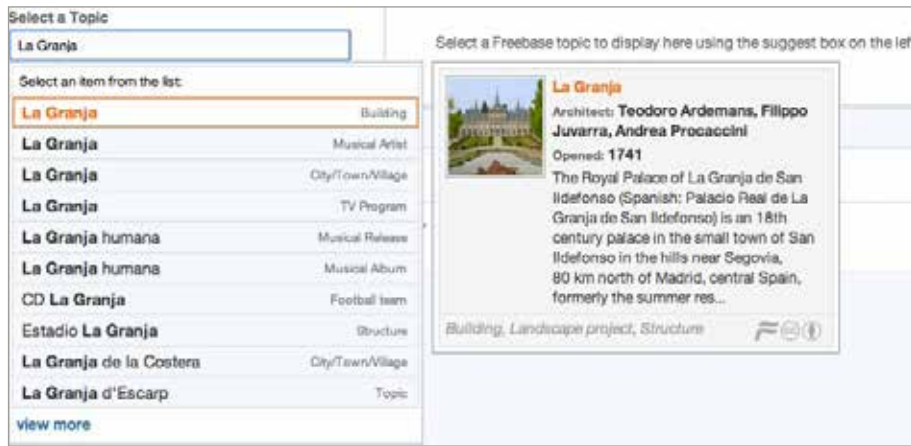 Select a Topic
La Granja
Select an item from the list:
La Granja Building
La Granja Musical Artist
La Granja City/Town/Village
La Granja TV Program
La Granja humana Musical Release
La Granja humana Musical Album
CD La Granja Football team
Estadio La Granja Structure
La Granja de la Costera City/Town/Village
La Granja d'Escarp Topic
view more
Select a Freebase topic to display here using the suggest box on the lef
La Granja
Architect: Teodoro Ardemans, Filippo
Juvarra, Andrea Procaccini
Opened: 1741
The Royal Palace of La Granja de San
Ildefonso (Spanish: Palacio Real de La
Granja de San Ildefonso) is an 18th
century palace in the small town of San
Ildefonso in the hills near Segovia,
80 km north of Madrid, central Spain,
formerly the summer res...
Building, Landscape project, Structure